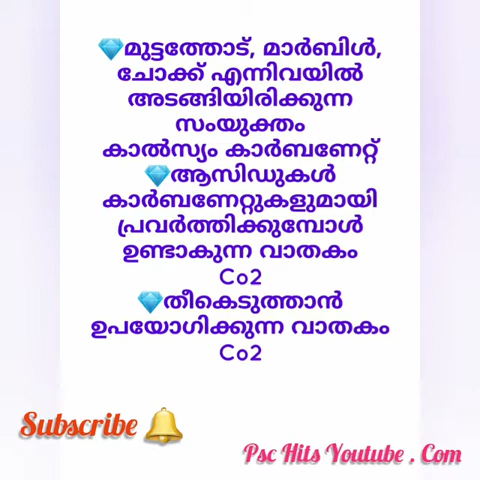 💎മുട്ടത്തോട്, മാർബിൾ,
ചോക്ക് എന്നിവയിൽ
അടങ്ങിയിരിക്കുന്ന
സംയുക്തം
കാൽസ്യം കാർബണേറ്റ്
💎ആസിഡുകൾ
കാർബണേറ്റുകളുമായി
പ്രവർത്തിക്കുമ്പോൾ
ഉണ്ടാകുന്ന വാതകം
Co2
💎തീകെടുത്താൻ
ഉപയോഗിക്കുന്ന വാതകം
Co2
Subscribe 🔔
Psc Hits Youtube . Com